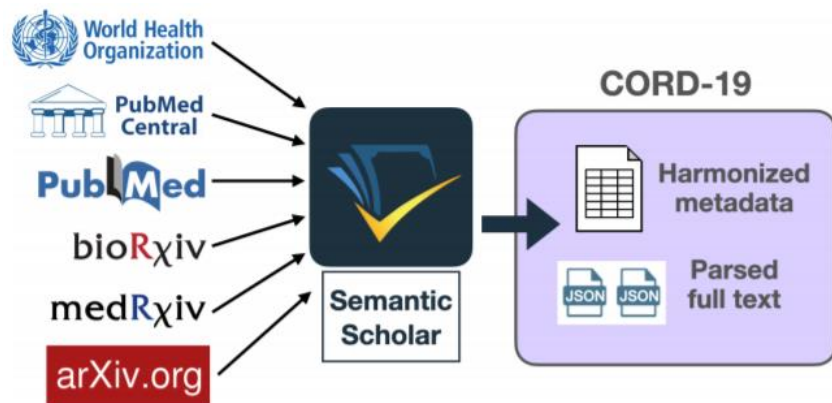 World Health
Organization
PubMed
Central
PubMed
bioRχiv
medRχiv
arXiv.org
Semantic
Scholar
CORD-19
Harmonized
metadata
JSON JSON
Parsed
full text